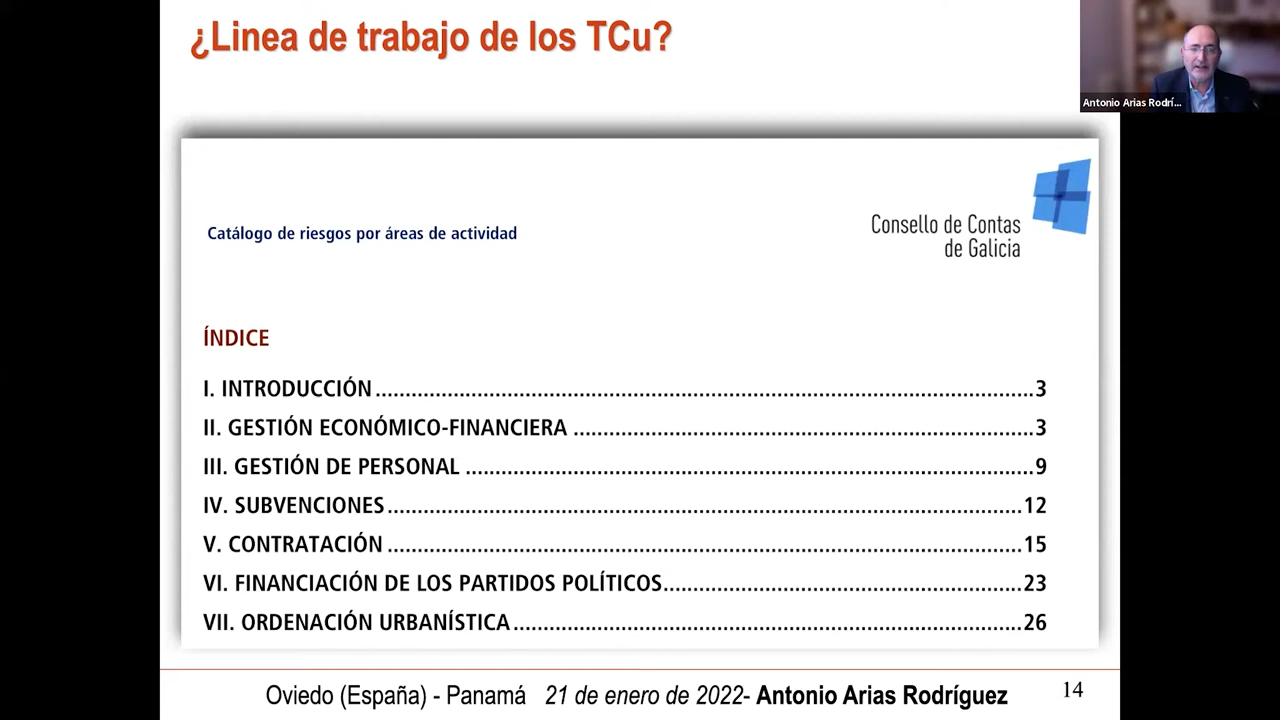 ¿Linea de trabajo de los TCu?
Antonio Arias Rodrí...
Catálogo de riesgos por áreas de actividad
Consello de Contas
de Galicia
ÍNDICE
I. INTRODUCCIÓN 3
II. GESTIÓN ECONÓMICO-FINANCIERA 3
III. GESTIÓN DE PERSONAL 9
IV. SUBVENCIONES 12
V. CONTRATACIÓN 15
VI. FINANCIACIÓN DE LOS PARTIDOS POLÍTICOS 23
VII. ORDENACIÓN URBANÍSTICA 26
Oviedo (España) - Panamá 21 de enero de 2022- Antonio Arias Rodríguez 14